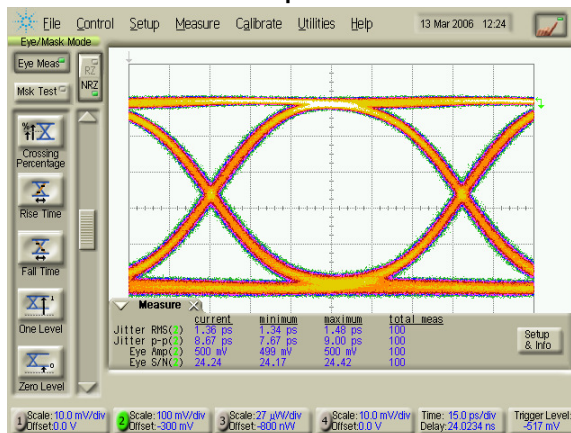 File Control Setup Measure Calibrate Utilities Help 13 Mar 2006 12:24
Eye/Mask Mode
Eye Meas
RZ
NRZ
Msk Test
Crossing
Percentage
Rise Time
Fall Time
One Level
Zero Level
Measure
current minimum maximum total meas
Jitter RMS(2) 1.36 ps 1.34 ps 1.48 ps 100
Jitter p-p(2) 8.67 ps 7.67 ps 9.00 ps 100
Eye Amp(2) 500 mV 499 mV 500 mV 100
Eye S/N(2) 24.24 24.17 24.42 100
Setup
& Info
1 Scale: 10.0 mV/div
Offset: 0.0 V
2 Scale: 100 mV/div
Offset: -300 mV
3 Scale: 27 µW/div
Offset: -800 nW
4 Scale: 10.0 mV/div
Offset: 0.0 V
Time: 15.0 ps/div
Delay: 24.0234 ns
Trigger Level:
-517 mV